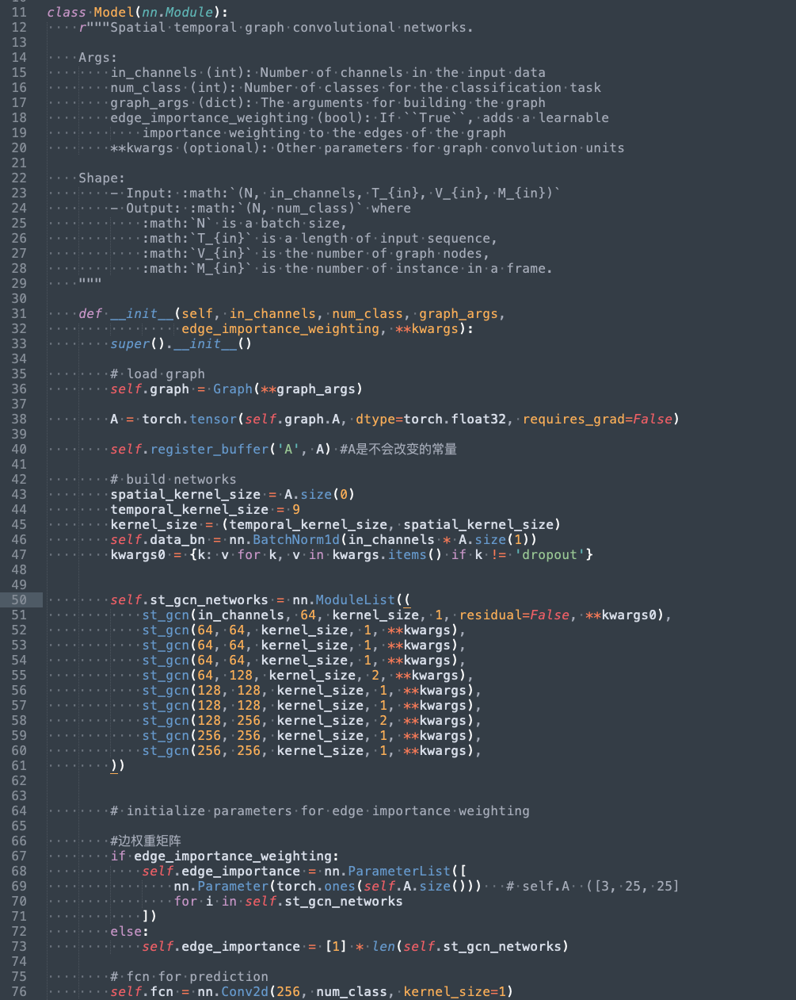 11 class Model(nn.Module):
12 r"""Spatial temporal graph convolutional networks.
13
14 Args:
15 in_channels (int): Number of channels in the input data
16 num_class (int): Number of classes for the classification task
17 graph_args (dict): The arguments for building the graph
18 edge_importance_weighting (bool): If ``True``, adds a learnable
19 importance weighting to the edges of the graph
20 **kwargs (optional): Other parameters for graph convolution units
21
22 Shape:
23 - Input: :math:`(N, in_channels, T_{in}, V_{in}, M_{in})`
24 - Output: :math:`(N, num_class)` where
25 :math:`N` is a batch size,
26 :math:`T_{in}` is a length of input sequence,
27 :math:`V_{in}` is the number of graph nodes,
28 :math:`M_{in}` is the number of instance in a frame.
29 """
30
31 def __init__(self, in_channels, num_class, graph_args,
32 edge_importance_weighting, **kwargs):
33 super().__init__()
34
35 # load graph
36 self.graph = Graph(**graph_args)
37
38 A = torch.tensor(self.graph.A, dtype=torch.float32, requires_grad=False)
39
40 self.register_buffer('A', A) #A是不会改变的常量
41
42 # build networks
43 spatial_kernel_size = A.size(0)
44 temporal_kernel_size = 9
45 kernel_size = (temporal_kernel_size, spatial_kernel_size)
46 self.data_bn = nn.BatchNorm1d(in_channels * A.size(1))
47 kwargs0 = {k: v for k, v in kwargs.items() if k != 'dropout'}
48
49
50 self.st_gcn_networks = nn.ModuleList((
51 st_gcn(in_channels, 64, kernel_size, 1, residual=False, **kwargs0),
52 st_gcn(64, 64, kernel_size, 1, **kwargs),
53 st_gcn(64, 64, kernel_size, 1, **kwargs),
54 st_gcn(64, 64, kernel_size, 1, **kwargs),
55 st_gcn(64, 128, kernel_size, 2, **kwargs),
56 st_gcn(128, 128, kernel_size, 1, **kwargs),
57 st_gcn(128, 128, kernel_size, 1, **kwargs),
58 st_gcn(128, 256, kernel_size, 2, **kwargs),
59 st_gcn(256, 256, kernel_size, 1, **kwargs),
60 st_gcn(256, 256, kernel_size, 1, **kwargs),
61 ))
62
63
64 # initialize parameters for edge importance weighting
65
66 #边权重矩阵
67 if edge_importance_weighting:
68 self.edge_importance = nn.ParameterList([
69 nn.Parameter(torch.ones(self.A.size())) # self.A ([3, 25, 25]
70 for i in self.st_gcn_networks
71 ])
72 else:
73 self.edge_importance = [1] * len(self.st_gcn_networks)
74
75 # fcn for prediction
76 self.fcn = nn.Conv2d(256, num_class, kernel_size=1)